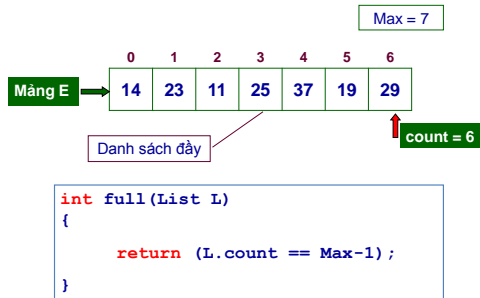 Max = 7
0 1 2 3 4 5 6
Mảng E 14 23 11 25 37 19 29
Danh sách đầy
count = 6
int full(List L)
{
return (L.count == Max-1);
}